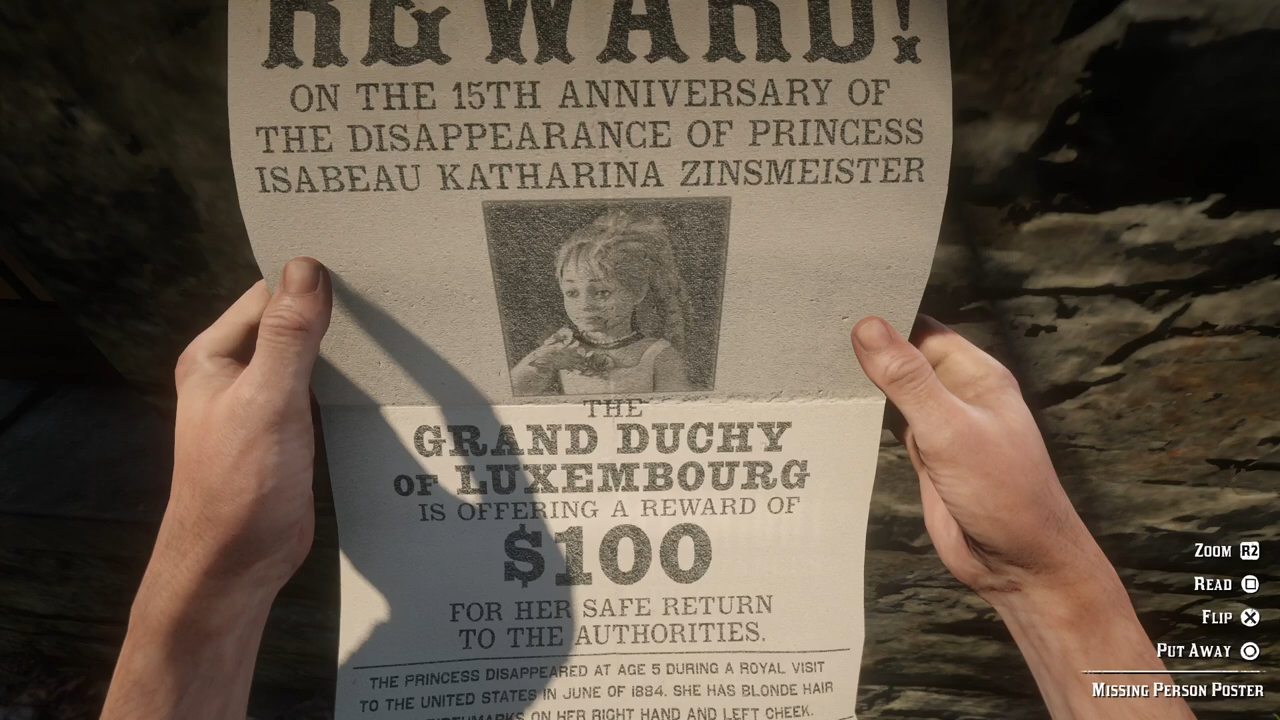 REWARD!
ON THE 15TH ANNIVERSARY OF
THE DISAPPEARANCE OF PRINCESS
ISABEAU KATHARINA ZINSMEISTER
THE
GRAND DUCHY
OF LUXEMBOURG
IS OFFERING A REWARD OF
$100
FOR HER SAFE RETURN
TO THE AUTHORITIES.
THE PRINCESS DISAPPEARED AT AGE 5 DURING A ROYAL VISIT
TO THE UNITED STATES IN JUNE OF 1884. SHE HAS BLONDE HAIR
ON HER RIGHT HAND AND LEFT CHEEK.
ZOOM R2
READ
FLIP
PUT AWAY
MISSING PERSON POSTER